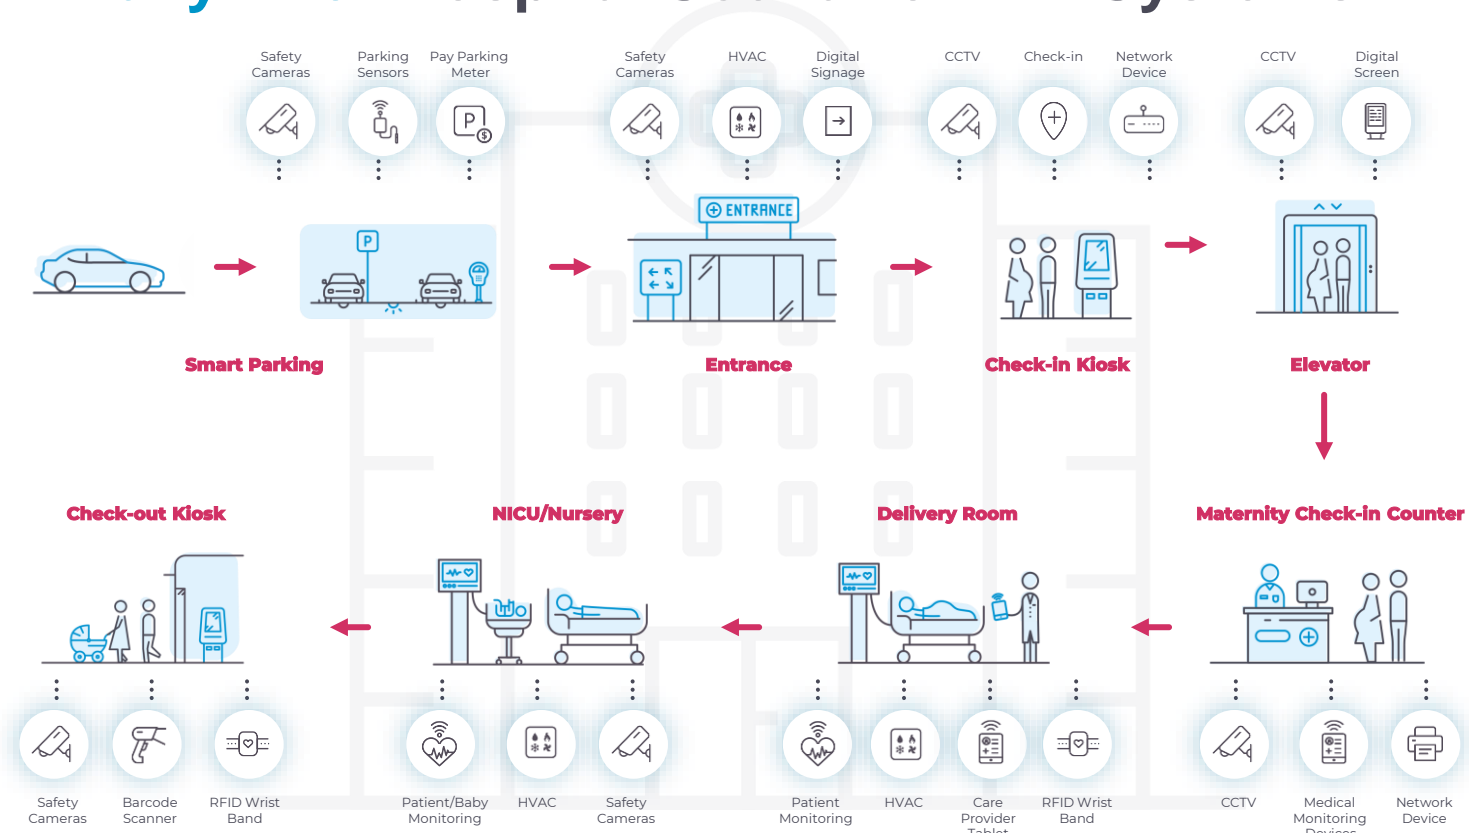 Safety
Cameras
Parking
Sensors
Pay Parking
Meter
Safety
Cameras
HVAC
Digital
Signage
CCTV
Check-in
Network
Device
CCTV
Digital
Screen
P
$
P
ENTRANCE
Smart Parking
Entrance
Check-in Kiosk
Elevator
Check-out Kiosk
NICU/Nursery
Delivery Room
Maternity Check-in Counter
Safety
Cameras
Barcode
Scanner
RFID Wrist
Band
Patient/Baby
Monitoring
HVAC
Safety
Cameras
Patient
Monitoring
HVAC
Care
Provider
Tablet
RFID Wrist
Band
CCTV
Medical
Monitoring
Devices
Network
Device